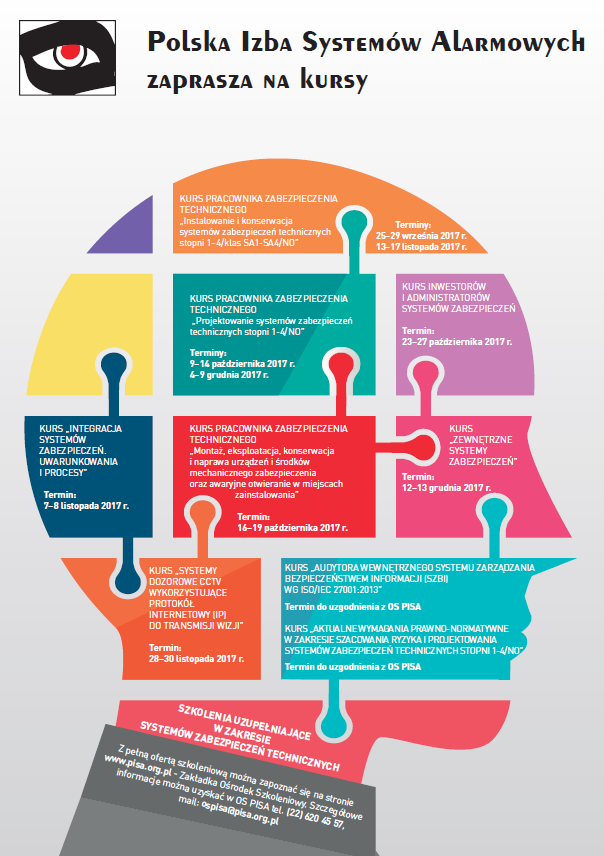 Polska Izba Systemów Alarmowych
zaprasza na kursy
KURS PRACOWNIKA ZABEZPIECZENIA
TECHNICZNEGO
„Instalowanie i konserwacja
systemów zabezpieczeń technicznych
stopni 1-4/klas SA1-SA4/NO”
Terminy:
25-29 września 2017 r.
13-17 listopada 2017 r.
KURS PRACOWNIKA ZABEZPIECZENIA
TECHNICZNEGO
„Projektowanie systemów zabezpieczeń
technicznych stopni 1-4/NO”
Terminy:
9-14 października 2017 r.
4-9 grudnia 2017 r.
KURS INWESTORÓW
I ADMINISTRATORÓW
SYSTEMÓW ZABEZPIECZEŃ
Termin:
23-27 października 2017 r.
KURS „INTEGRACJA
SYSTEMÓW
ZABEZPIECZEŃ.
UWARUNKOWANIA
I PROCESY”
Termin:
7-8 listopada 2017 r.
KURS PRACOWNIKA ZABEZPIECZENIA
TECHNICZNEGO
„Montaż, eksploatacja, konserwacja
i naprawa urządzeń i środków
mechanicznego zabezpieczenia
oraz awaryjne otwieranie w miejscach
zainstalowania”
Termin:
16-19 października 2017 r.
KURS
„ZEWNĘTRZNE
SYSTEMY
ZABEZPIECZEŃ”
Termin:
12-13 grudnia 2017 r.
KURS „SYSTEMY
DOZOROWE CCTV
WYKORZYSTUJĄCE
PROTOKÓŁ
INTERNETOWY (IP)
DO TRANSMISJI WIZJI”
Termin:
28-30 listopada 2017 r.
KURS „AUDYTORA WEWNĘTRZNEGO SYSTEMU ZARZĄDZANIA
BEZPIECZEŃSTWEM INFORMACJI (SZBI)
WG ISO/IEC 27001:2013”
Termin do uzgodnienia z OS PISA
KURS „AKTUALNE WYMAGANIA PRAWNO-NORMATYWNE
W ZAKRESIE SZACOWANIA RYZYKA I PROJEKTOWANIA
SYSTEMÓW ZABEZPIECZEŃ TECHNICZNYCH STOPNI 1-4/NO”
Termin do uzgodnienia z OS PISA
SZKOLENIA UZUPEŁNIAJĄCE
W ZAKRESIE
SYSTEMÓW ZABEZPIECZEŃ TECHNICZNYCH
Z pełną ofertą szkoleniową można zapoznać się na stronie
www.pisa.org.pl - Zakładka Ośrodek Szkoleniowy. Szczegółowe
informacje można uzyskać w OS PISA tel. (22) 620 45 57,
mail: ospisa@pisa.org.pl